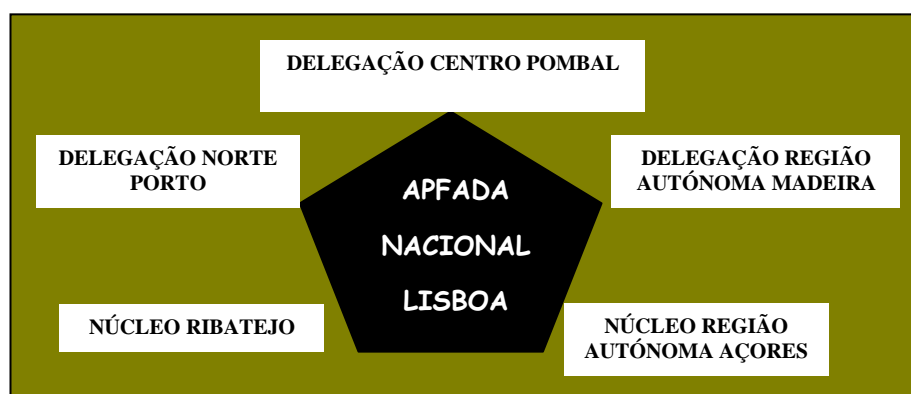 DELEGAÇÃO CENTRO POMBAL
DELEGAÇÃO NORTE
PORTO
DELEGAÇÃO REGIÃO
AUTÓNOMA MADEIRA
APFADA
NACIONAL
LISBOA
NÚCLEO RIBATEJO
NÚCLEO REGIÃO
AUTÓNOMA AÇORES